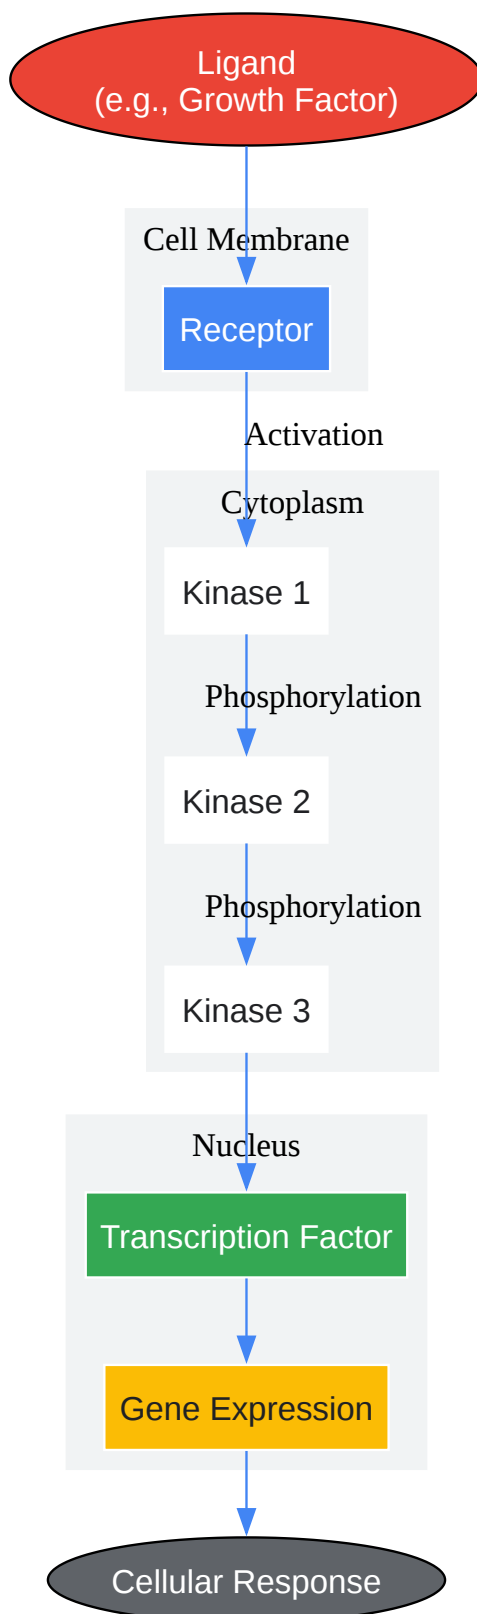 Ligand
(e.g., Growth Factor)
Cell Membrane
Receptor
Activation
Cytoplasm
Kinase 1
Phosphorylation
Kinase 2
Phosphorylation
Kinase 3
Nucleus
Transcription Factor
Gene Expression
Cellular Response